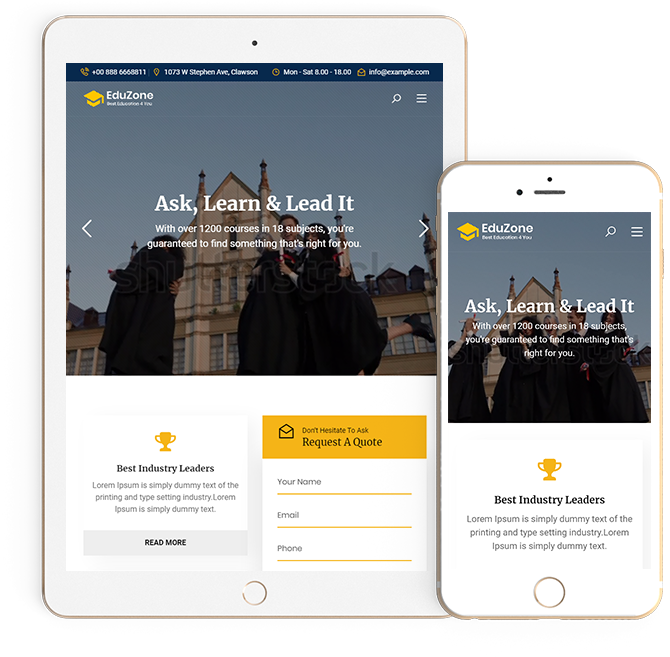 +00 888 6668811 1073 W Stephen Ave, Clawson Mon - Sat 8.00 - 18.00 info@example.com
EduZone
Best Education 4 You
Ask, Learn & Lead It
With over 1200 courses in 18 subjects, you're
guaranteed to find something that's right for you.
shutterstock
Best Industry Leaders
Lorem Ipsum is simply dummy text of the
printing and type setting industry.Lorem
Ipsum is simply dummy text of.
READ MORE
Don't Hesitate To Ask
Request A Quote
Your Name
Email
Phone
EduZone
Best Education 4 You
Ask, Learn & Lead It
With over 1200 courses in 18 subjects,
you're guaranteed to find something that's
right for you.
shutterstock
Best Industry Leaders
Lorem Ipsum is simply dummy text of the
printing and type setting industry.Lorem
Ipsum is simply dummy text of.